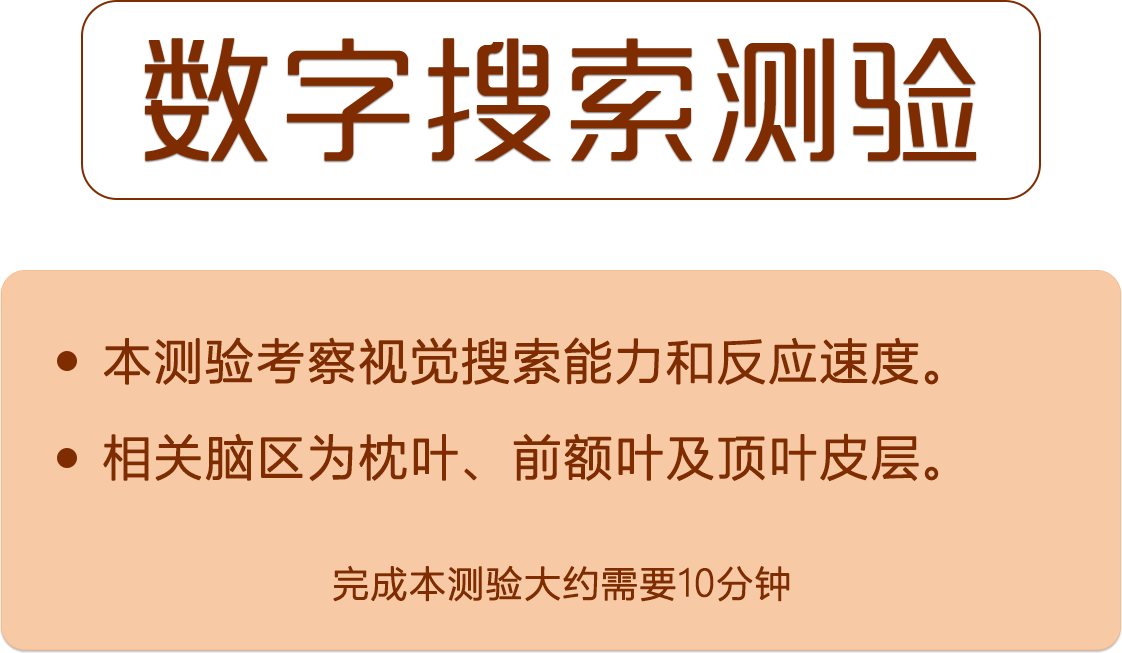 数字搜索测验
• 本测验考察视觉搜索能力和反应速度。
• 相关脑区为枕叶、前额叶及顶叶皮层。
完成本测验大约需要10分钟